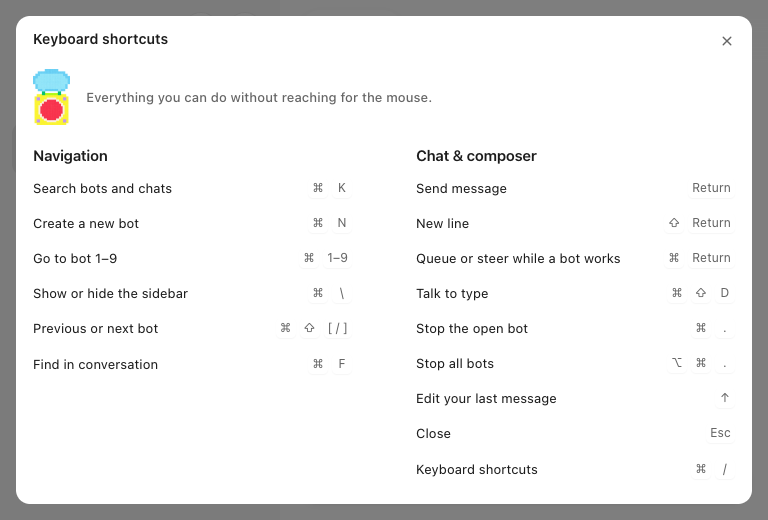 Keyboard shortcuts
Everything you can do without reaching for the mouse.
Navigation
Search bots and chats ⌘ K
Create a new bot ⌘ N
Go to bot 1–9 ⌘ 1–9
Show or hide the sidebar ⌘ \
Previous or next bot ⌘ ⇧ [ / ]
Find in conversation ⌘ F
Chat & composer
Send message Return
New line ⇧ Return
Queue or steer while a bot works ⌘ Return
Talk to type ⌘ ⇧ D
Stop the open bot ⌘ .
Stop all bots ⌥ ⌘ .
Edit your last message ↑
Close Esc
Keyboard shortcuts ⌘ /